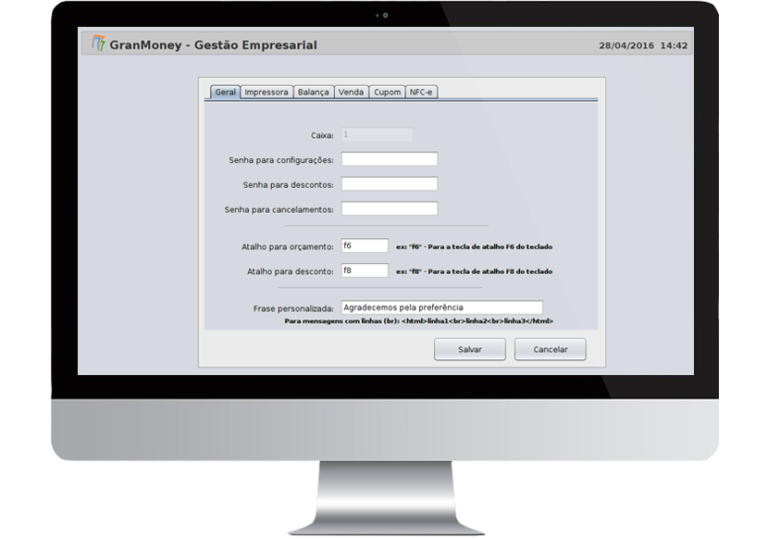 GranMoney - Gestão Empresarial 28/04/2016 14:42
Geral Impressora Balança Venda Cupom NFC-e
Caixa: 1
Senha para configurações:
Senha para descontos:
Senha para cancelamentos:
Atalho para orçamento: f6 ex: "f6" - Para a tecla de atalho F6 do teclado
Atalho para desconto: f8 ex: "f8" - Para a tecla de atalho F8 do teclado
Frase personalizada: Agradecemos pela preferência
Para mensagens com linhas (br): <html>linha1<br>linha2<br>linha3</html>
Salvar Cancelar